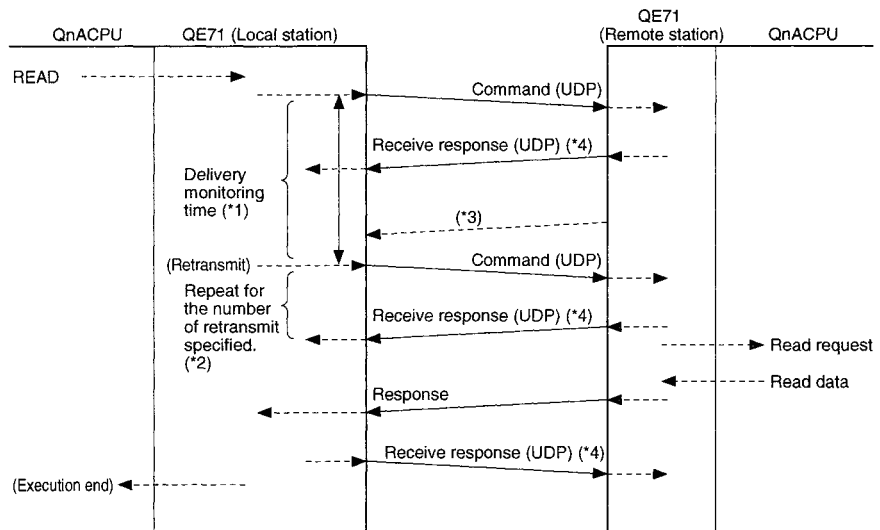 QE71
QnACPU QE71 (Local station) (Remote station) QnACPU
READ
Command (UDP)
Receive response (UDP) (*4)
Delivery
monitoring
time (*1)
(*3)
(Retransmit) Command (UDP)
Repeat for
the number
of retransmit
specified.
(*2)
Receive response (UDP) (*4)
Read request
Read data
Response
Receive response (UDP) (*4)
(Execution end)